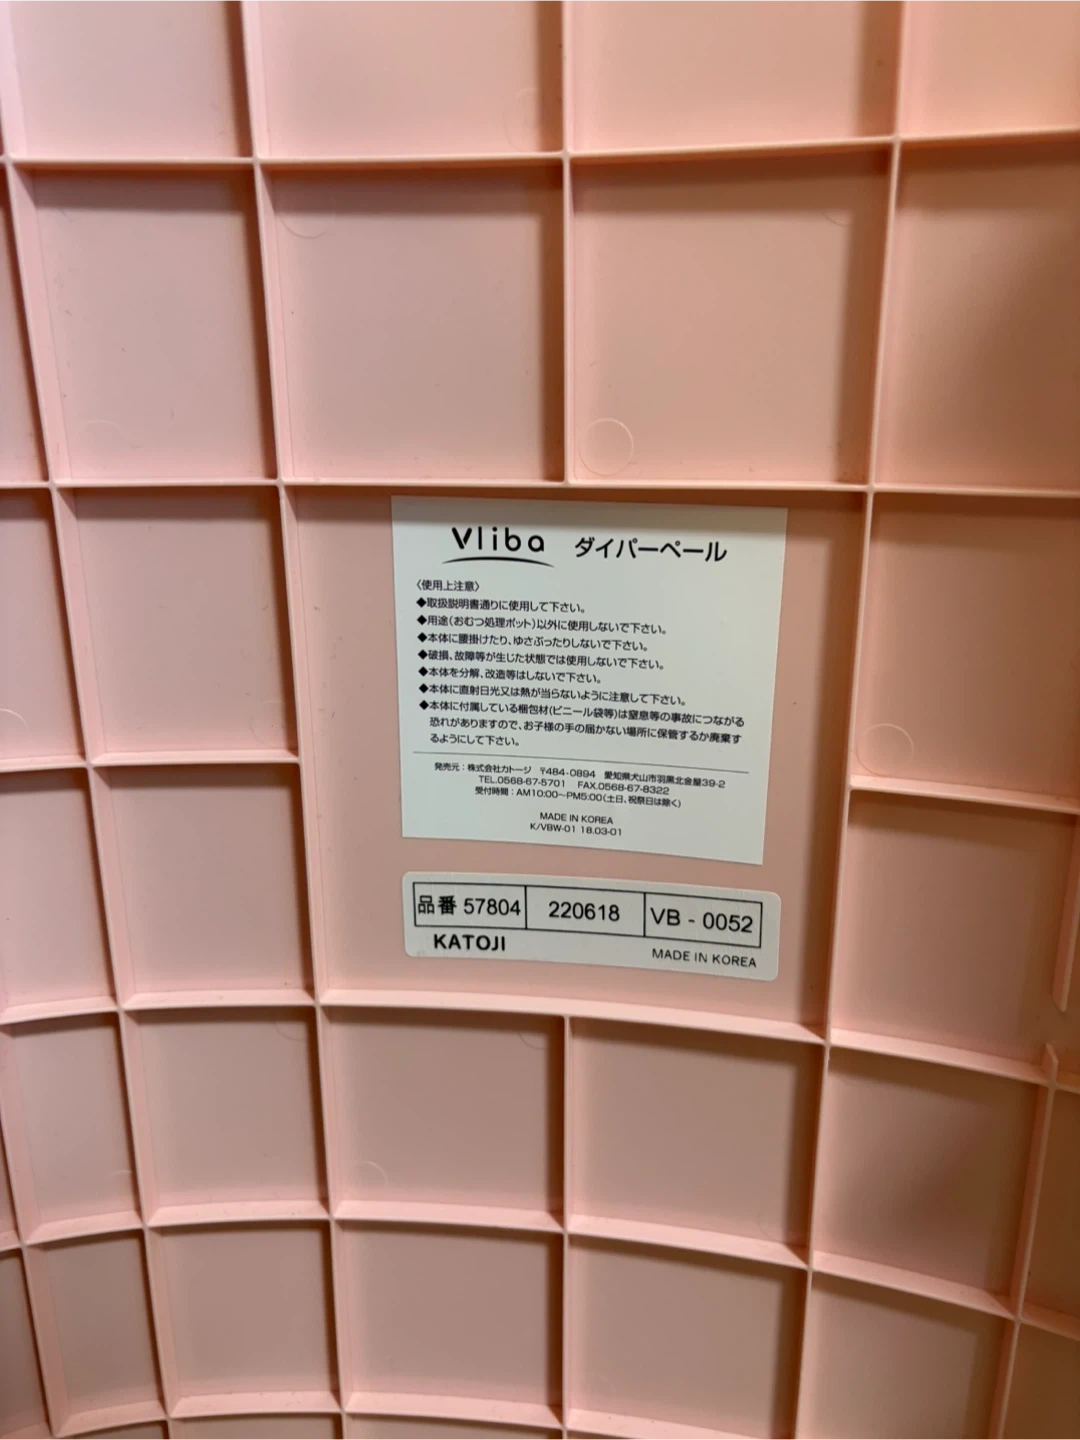 Vliba ダイパーペール
〈使用上注意〉
◆取扱説明書通りに使用して下さい。
◆用途(おむつ処理ポット)以外に使用しないで下さい。
◆本体に腰掛けたり、ゆさぶったりしないで下さい。
◆破損、故障等が生じた状態では使用しないで下さい。
◆本体を分解、改造等はしないで下さい。
◆本体に直射日光又は熱が当らないように注意して下さい。
◆本体に付属している梱包材(ビニール袋等)は窒息等の事故につながる
恐れがありますので、お子様の手の届かない場所に保管するか廃棄す
るようにして下さい。
発売元：株式会社カトージ 〒484-0894 愛知県犬山市羽黒北金屋39-2
TEL.0568-67-5701 FAX.0568-67-8322
受付時間：AM10:00〜PM5:00(土日、祝祭日は除く)
MADE IN KOREA
K/VBW-01 18.03-01
品番 57804 220618 VB - 0052
KATOJI MADE IN KOREA